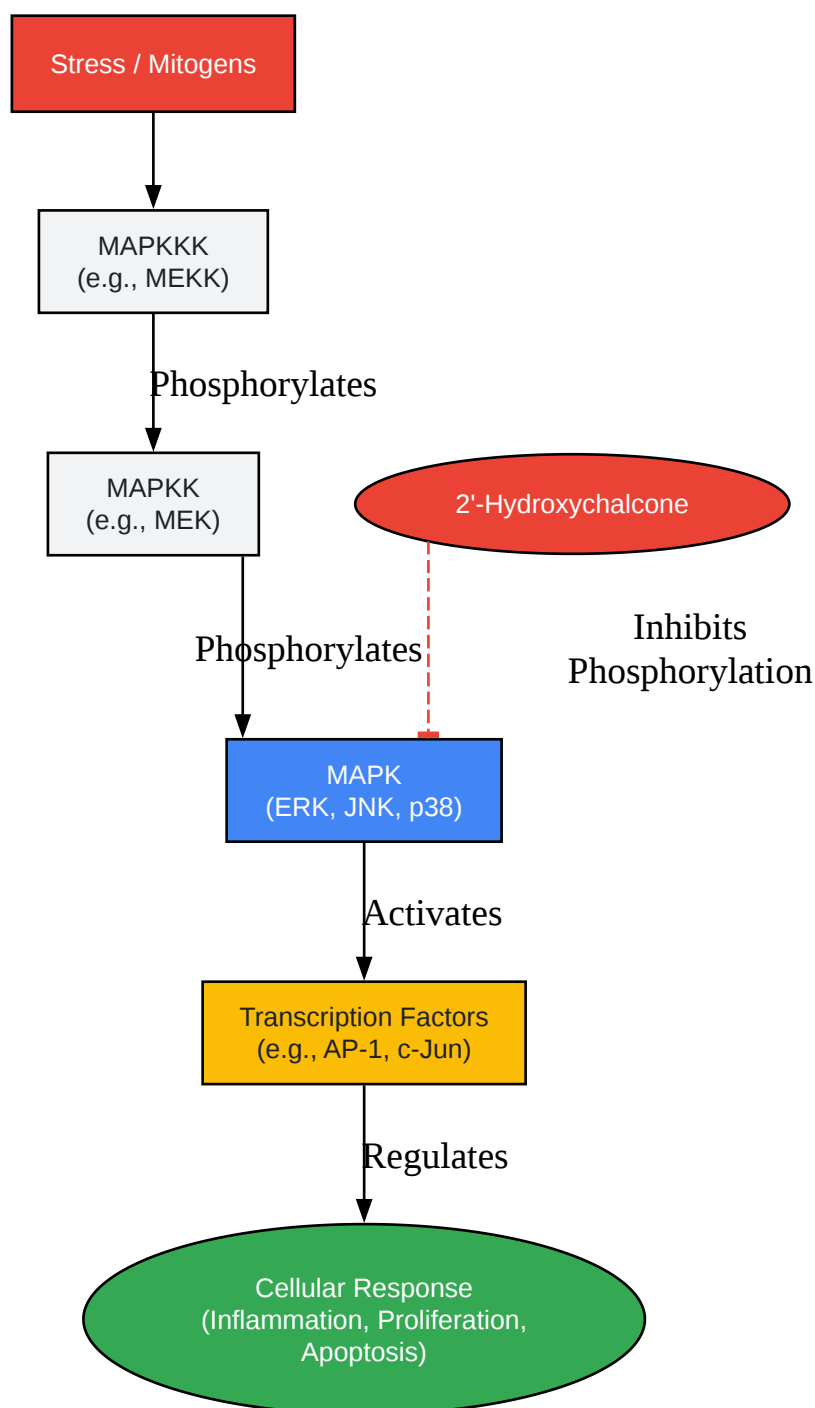 Stress / Mitogens
MAPKKK
(e.g., MEKK)
Phosphorylates
MAPKK
(e.g., MEK)
2'-Hydroxychalcone
Phosphorylates
Inhibits
Phosphorylation
MAPK
(ERK, JNK, p38)
Activates
Transcription Factors
(e.g., AP-1, c-Jun)
Regulates
Cellular Response
(Inflammation, Proliferation,
Apoptosis)